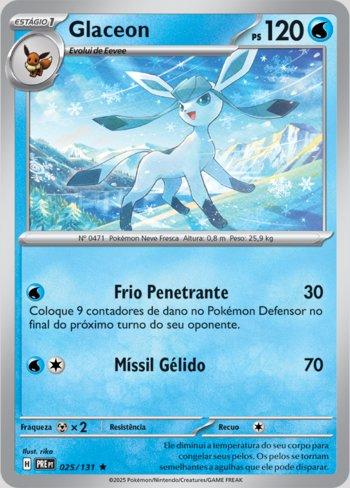 ESTÁGIO 1
Glaceon
PS 120
Evolui de Eevee
Nº 0471 Pokémon Neve Fresca Altura: 0,8 m Peso: 25,9 kg
Frio Penetrante 30
Coloque 9 contadores de dano no Pokémon Defensor no
final do próximo turno do seu oponente.
Míssil Gélido 70
Fraqueza ×2 Resistência Recuo
Ilust. rika
H PRE PT 025/131 ★
Ele diminui a temperatura do seu corpo para
congelar os pelos. Os pelos se tornam
semelhantes a agulhas que ele pode disparar.
©2025 Pokémon/Nintendo/Creatures/GAME FREAK